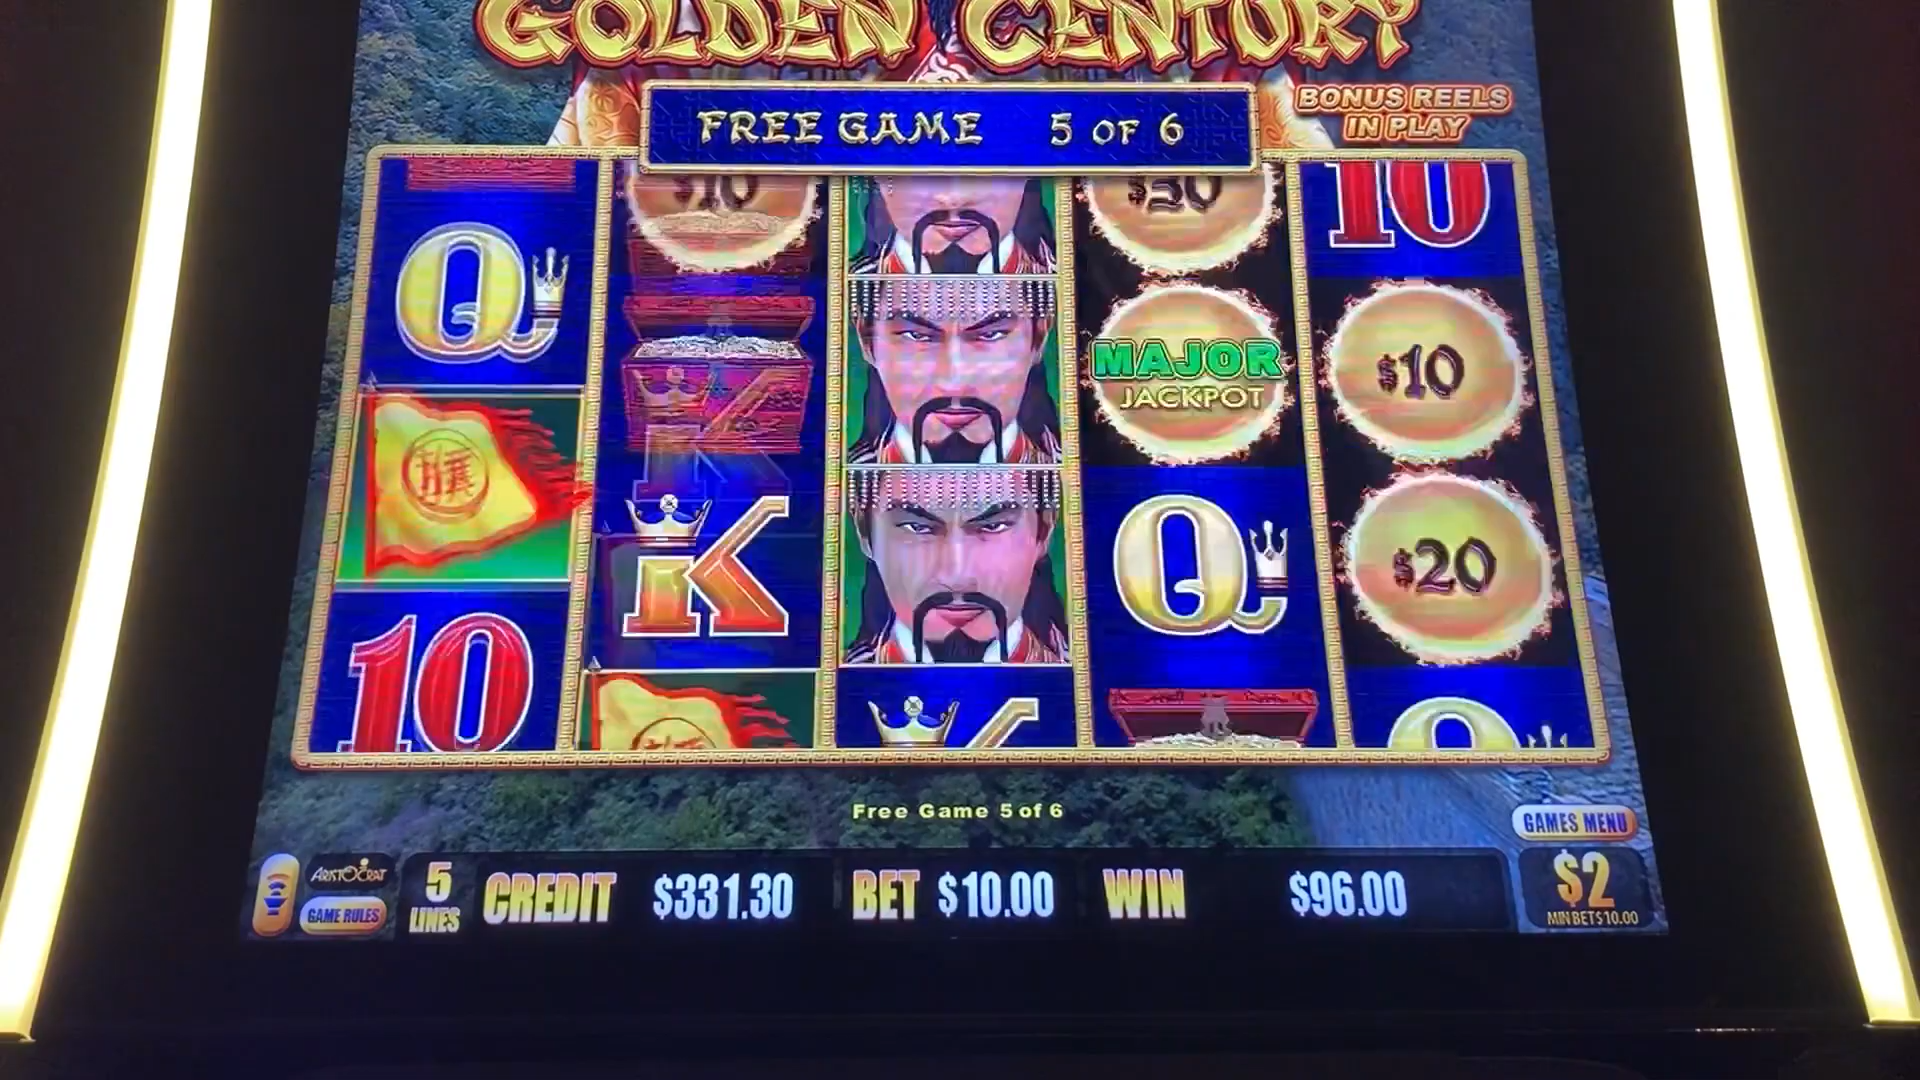 GOLDEN CENTURY
FREE GAME 5 OF 6
BONUS REELS
IN PLAY
$10
10
Q
MAJOR
JACKPOT
$10
K
K
Q
$20
10
Free Game 5 of 6
GAMES MENU
ARISTOCRAT
GAME RULES
5
LINES
CREDIT $331.30
BET $10.00
WIN $96.00
$2
MIN BET $10.00